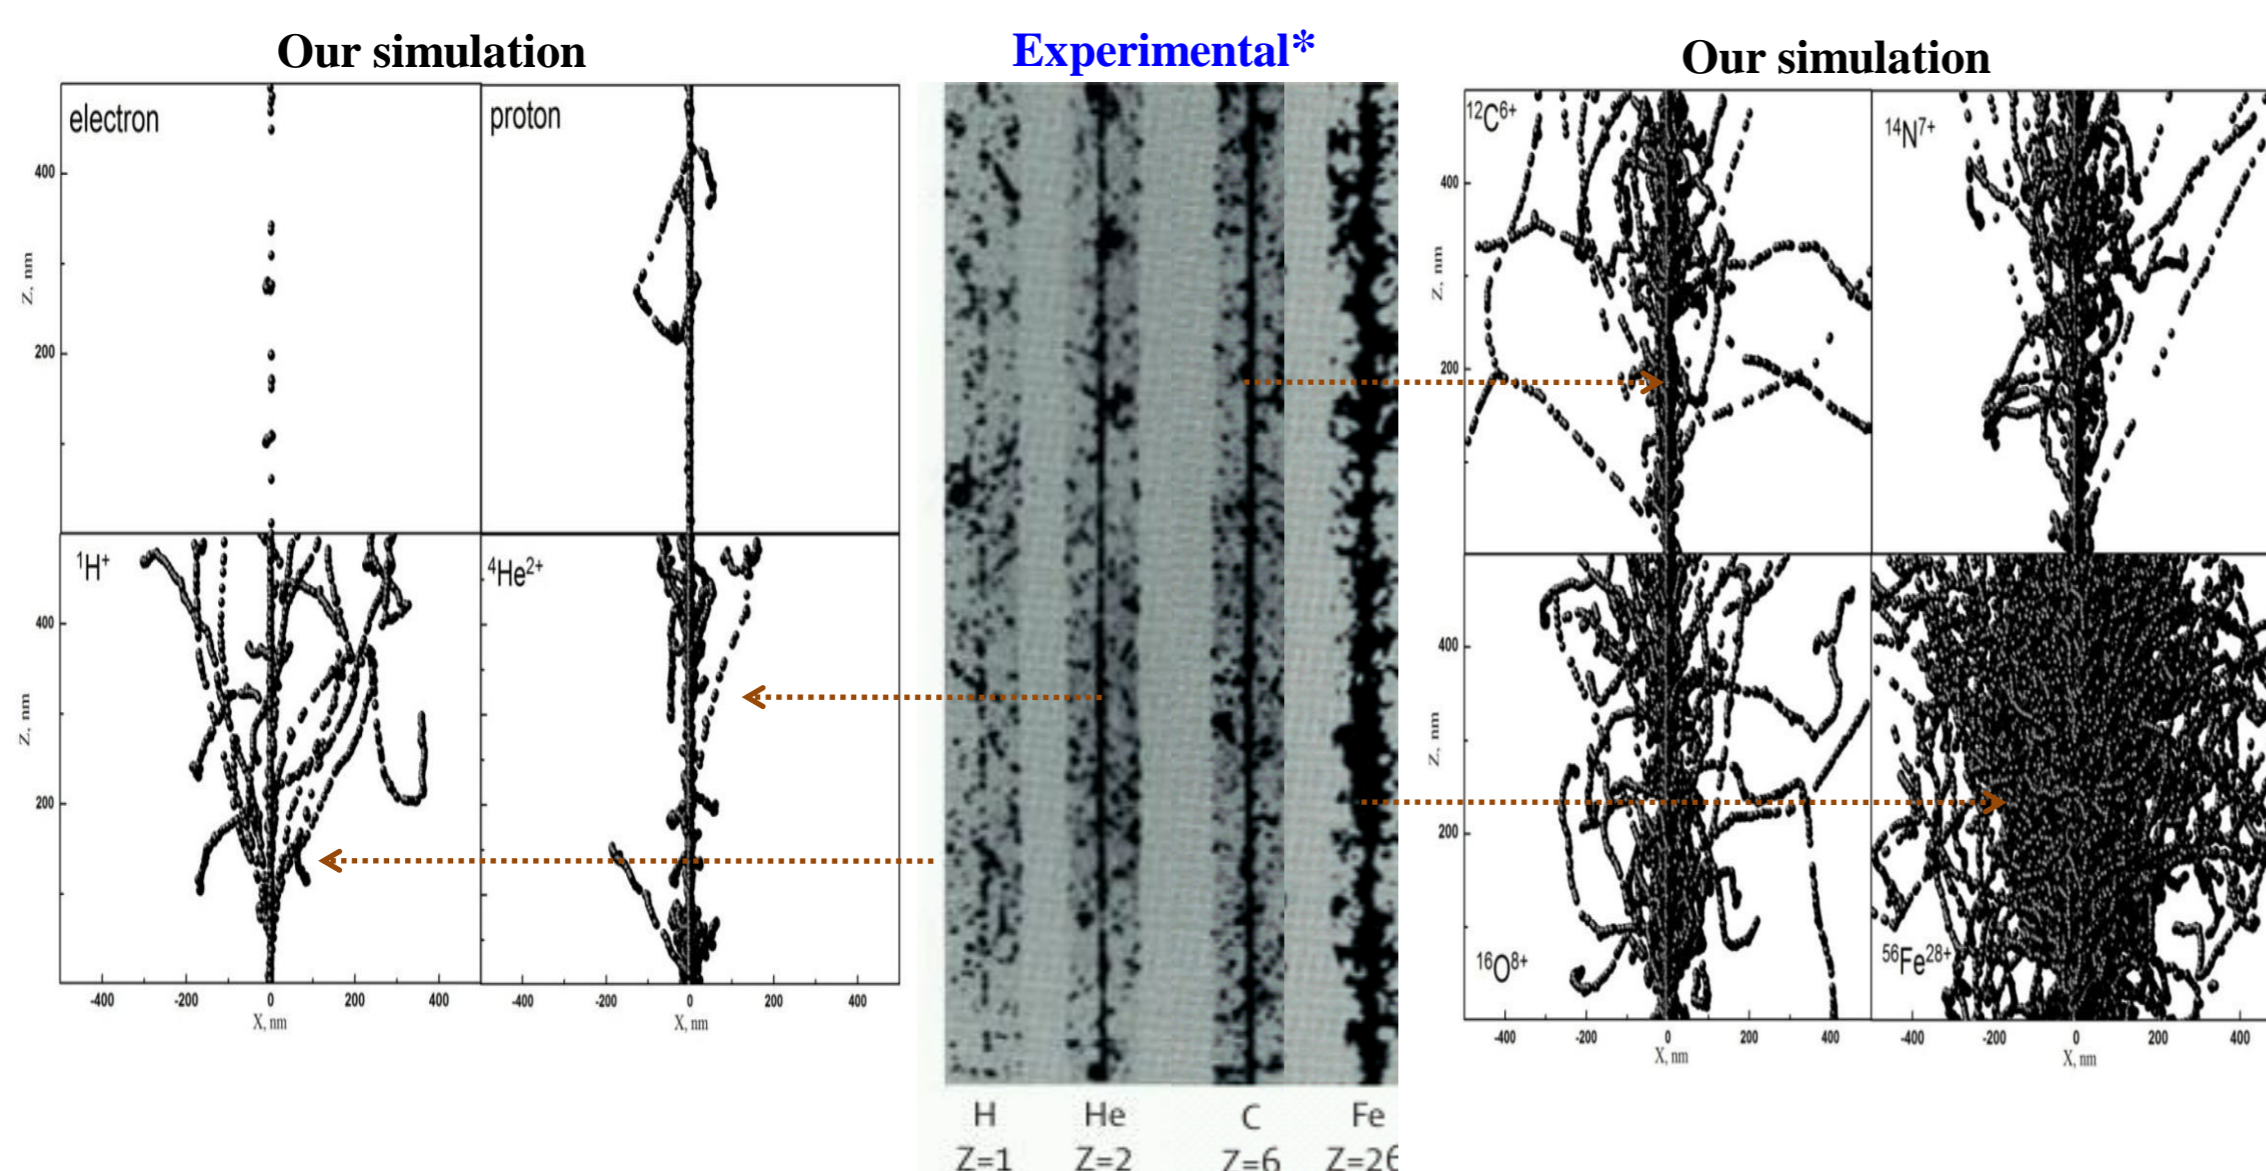 Our simulation
Experimental*
Our simulation
electron
proton
400
200
Z, nm
¹H⁺
⁴He²⁺
400
200
Z, nm
-400 -200 0 200 400
X, nm
-400 -200 0 200 400
X, nm
H He C Fe
Z=1 Z=2 Z=6 Z=26
¹²C⁶⁺
¹⁴N⁷⁺
400
200
Z, nm
¹⁶O⁸⁺
⁵⁶Fe²⁸⁺
400
200
Z, nm
-400 -200 0 200 400
X, nm
-400 -200 0 200 400
X, nm